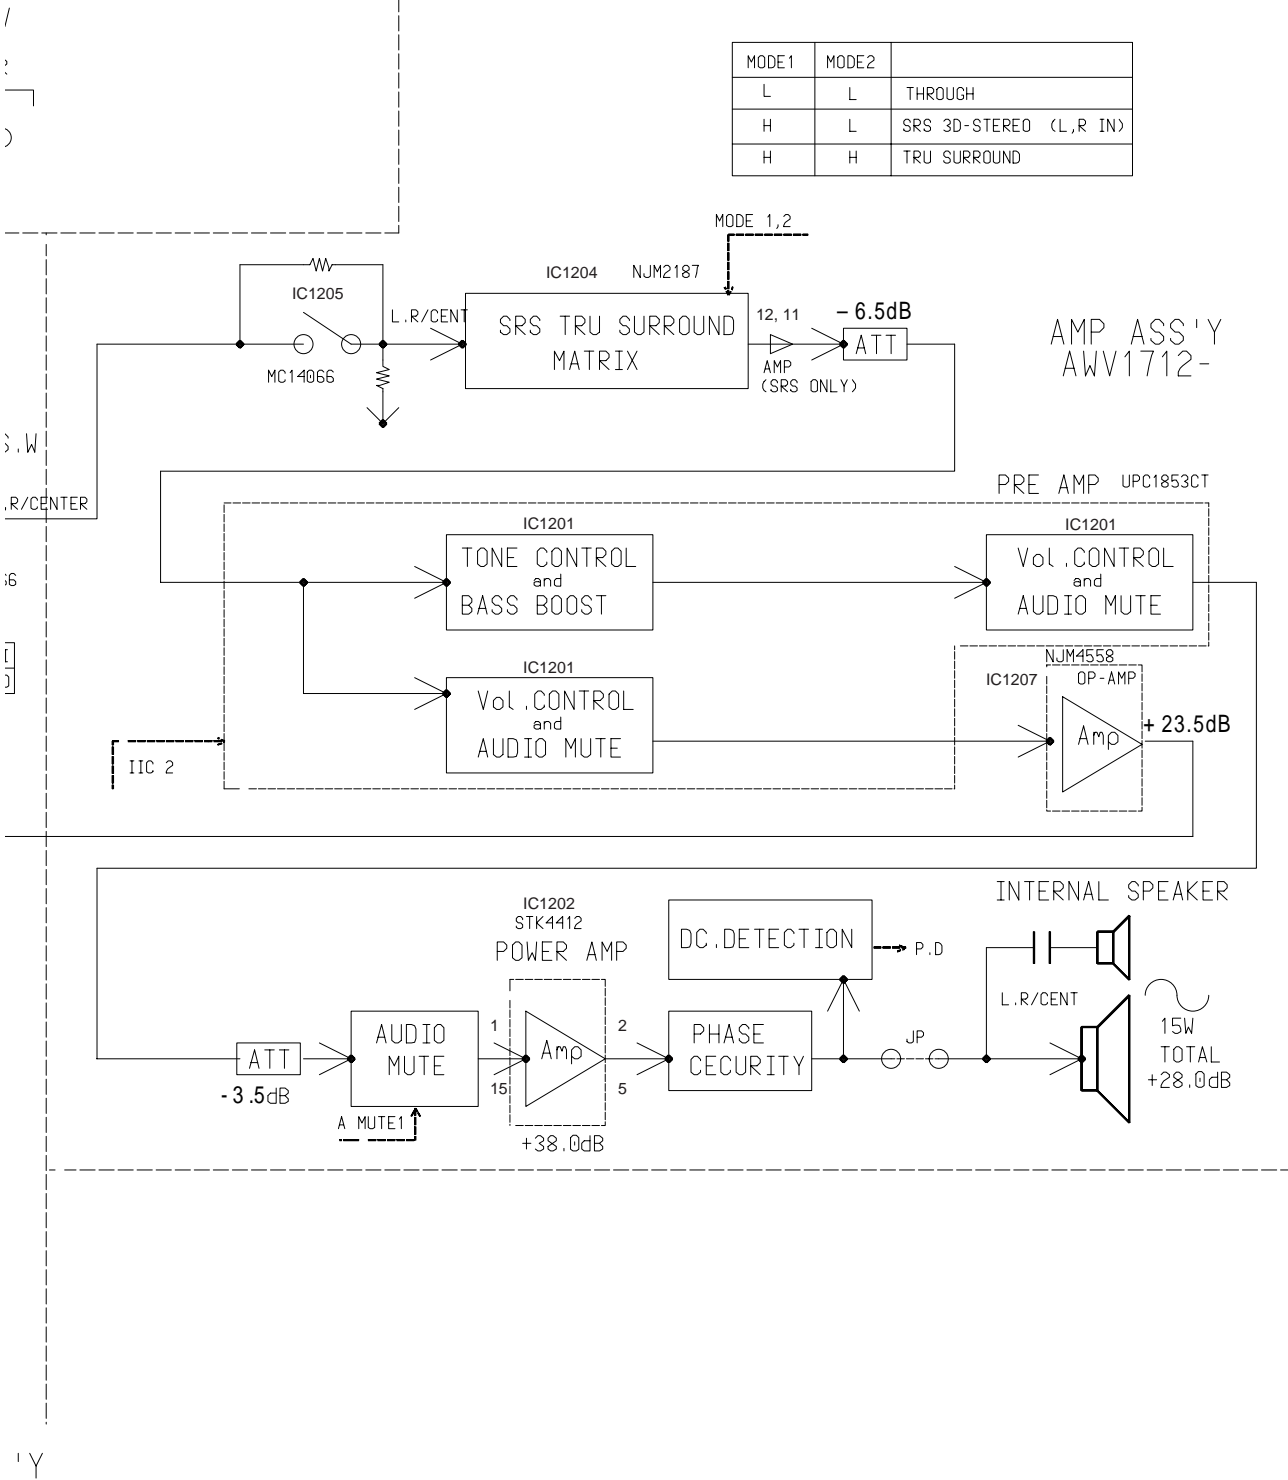 MODE1 MODE2
L L THROUGH
H L SRS 3D-STEREO (L,R IN)
H H TRU SURROUND
MODE 1,2
IC1204 NJM2187
IC1205
L.R/CENT
SRS TRU SURROUND
MATRIX
12, 11
– 6.5dB
ATT
AMP
(SRS ONLY)
MC14066
AMP ASS'Y
AWV1712-
S.W
.R/CENTER
PRE AMP UPC1853CT
IC1201
TONE CONTROL
and
BASS BOOST
IC1201
Vol.CONTROL
and
AUDIO MUTE
66
IC1201
Vol.CONTROL
and
AUDIO MUTE
NJM4558
IC1207
OP-AMP
Amp
+ 23.5dB
IIC 2
INTERNAL SPEAKER
IC1202
STK4412
POWER AMP
DC.DETECTION
P.D
L.R/CENT
1
2
AUDIO
MUTE
Amp
PHASE
CECURITY
JP
15W
TOTAL
+28.0dB
ATT
- 3.5dB
15
5
A MUTE1
+38.0dB
'Y